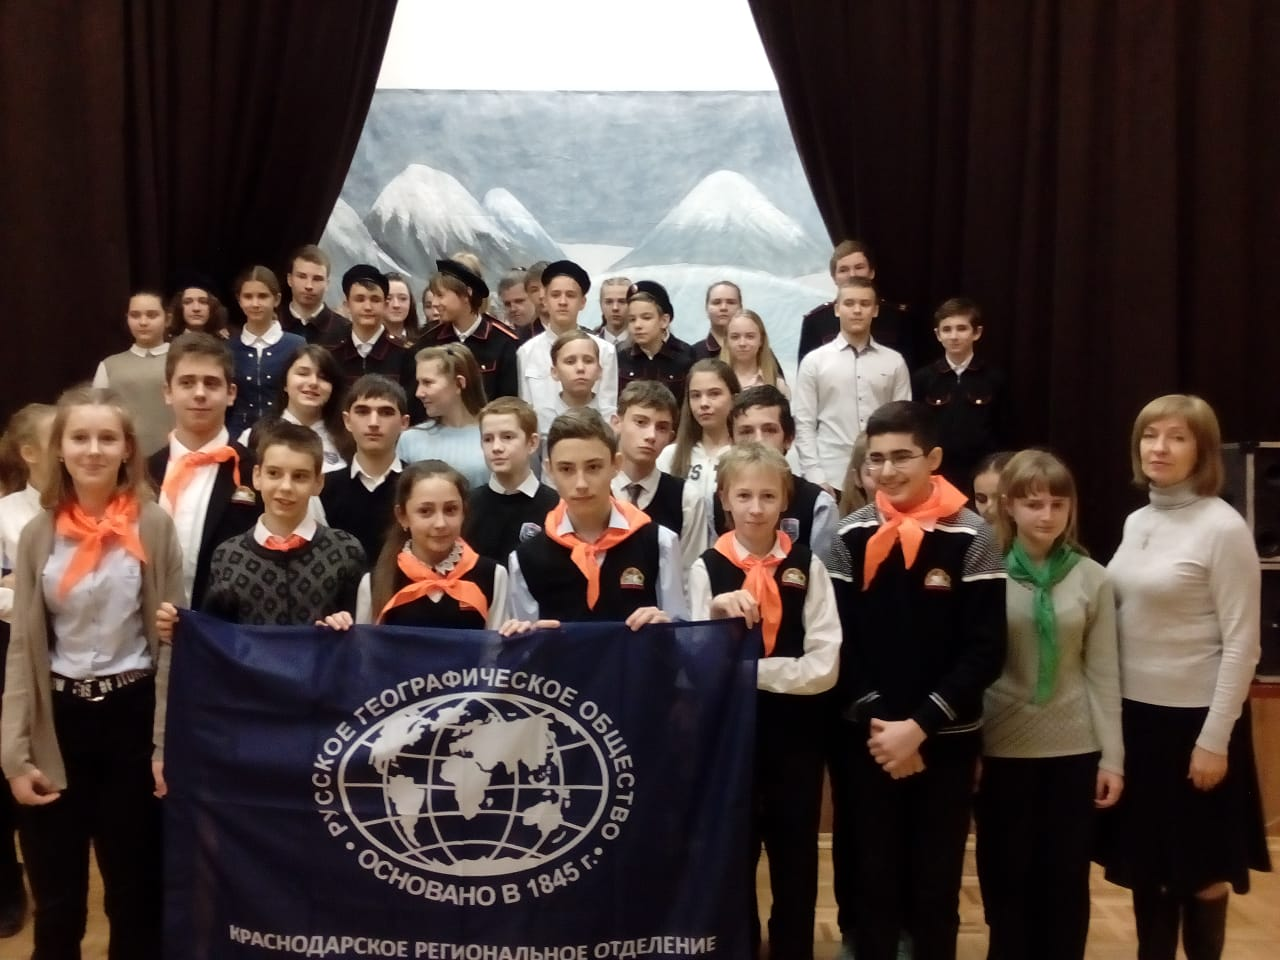 РУССКОЕ ГЕОГРАФИЧЕСКОЕ ОБЩЕСТВО
• ОСНОВАНО В 1845 г. •
КРАСНОДАРСКОЕ РЕГИОНАЛЬНОЕ ОТДЕЛЕНИЕ